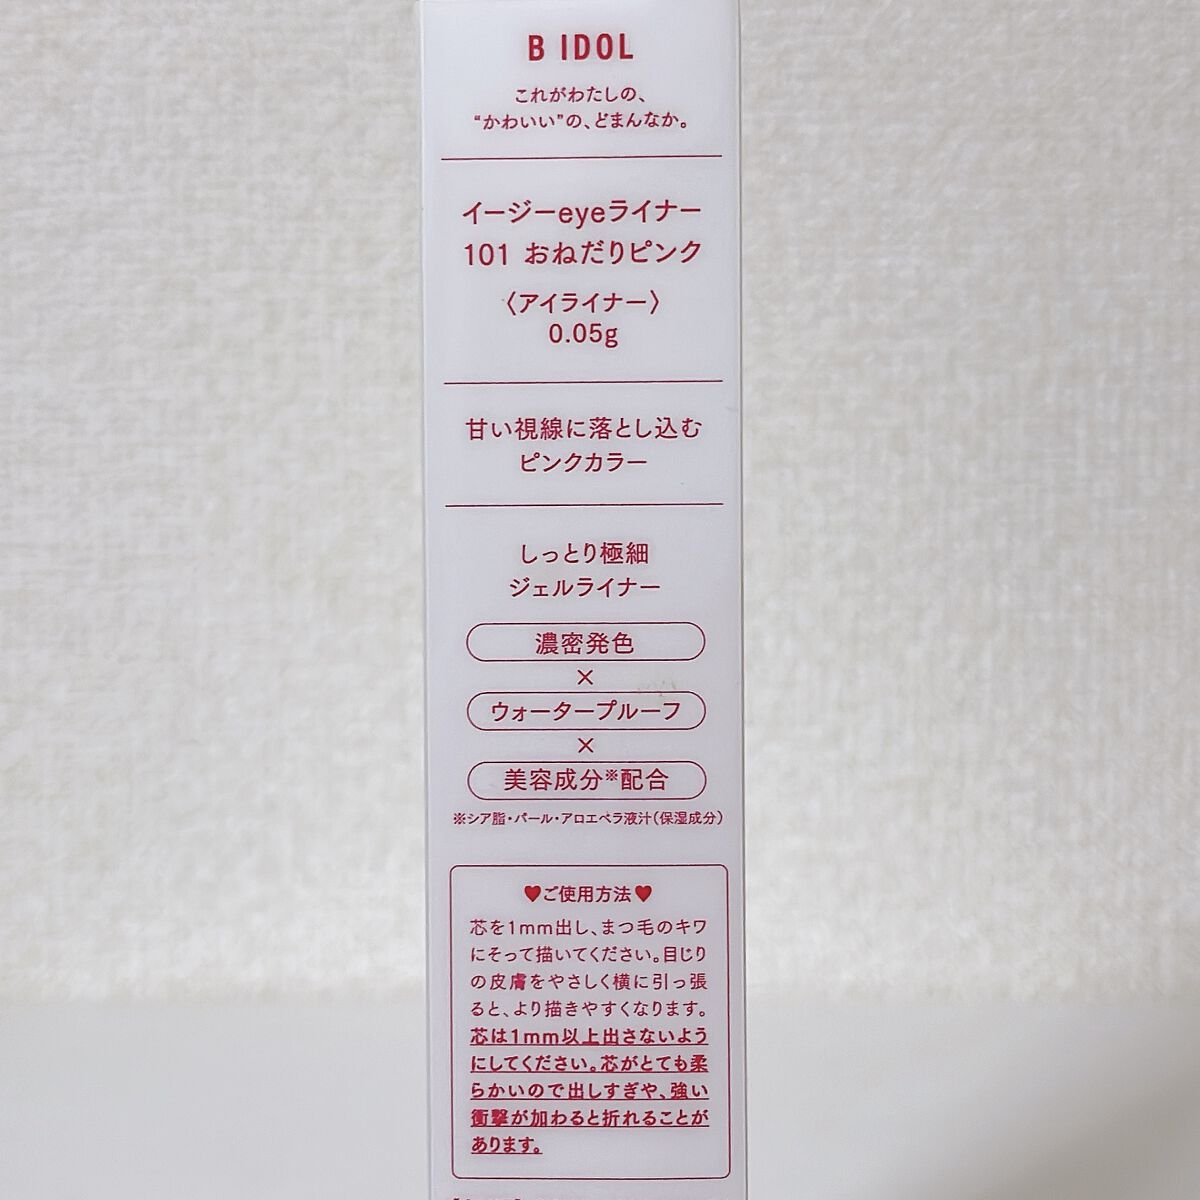 B IDOL
これがわたしの、
“かわいい”の、どまんなか。
イージーeyeライナー
101 おねだりピンク
〈アイライナー〉
0.05g
甘い視線に落とし込む
ピンクカラー
しっとり極細
ジェルライナー
濃密発色
×
ウォータープルーフ
×
美容成分※配合
※シア脂・パール・アロエベラ液汁(保湿成分)
♥ご使用方法♥
芯を1mm出し、まつ毛のキワ
にそって描いてください。目じり
の皮膚をやさしく横に引っ張
ると、より描きやすくなります。
芯は1mm以上出さないよう
にしてください。芯がとても柔
らかいので出しすぎや、強い
衝撃が加わると折れることが
あります。